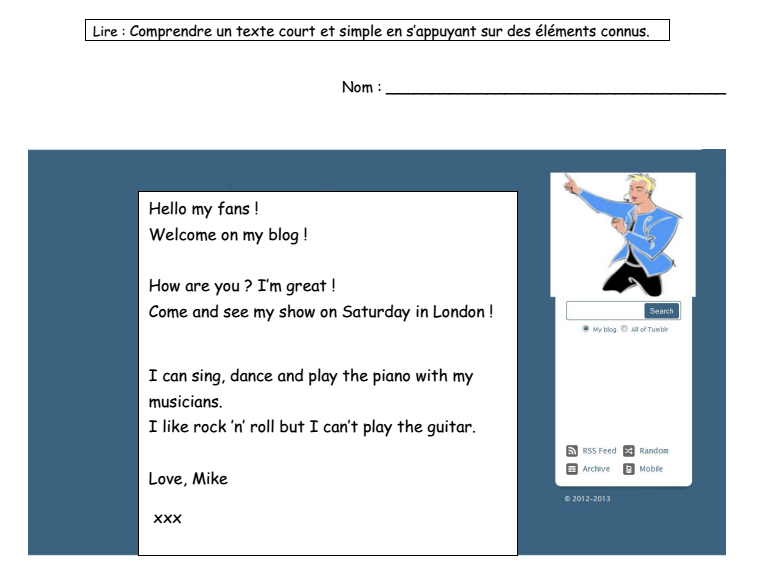 Lire : Comprendre un texte court et simple en s'appuyant sur des éléments connus.
Nom : ______________________________________
Hello my fans !
Welcome on my blog !
How are you ? I'm great !
Come and see my show on Saturday in London !
I can sing, dance and play the piano with my
musicians.
I like rock 'n' roll but I can't play the guitar.
Love, Mike
xxx
Search
My blog All of Tumblr
RSS Feed Random
Archive Mobile
© 2012-2013